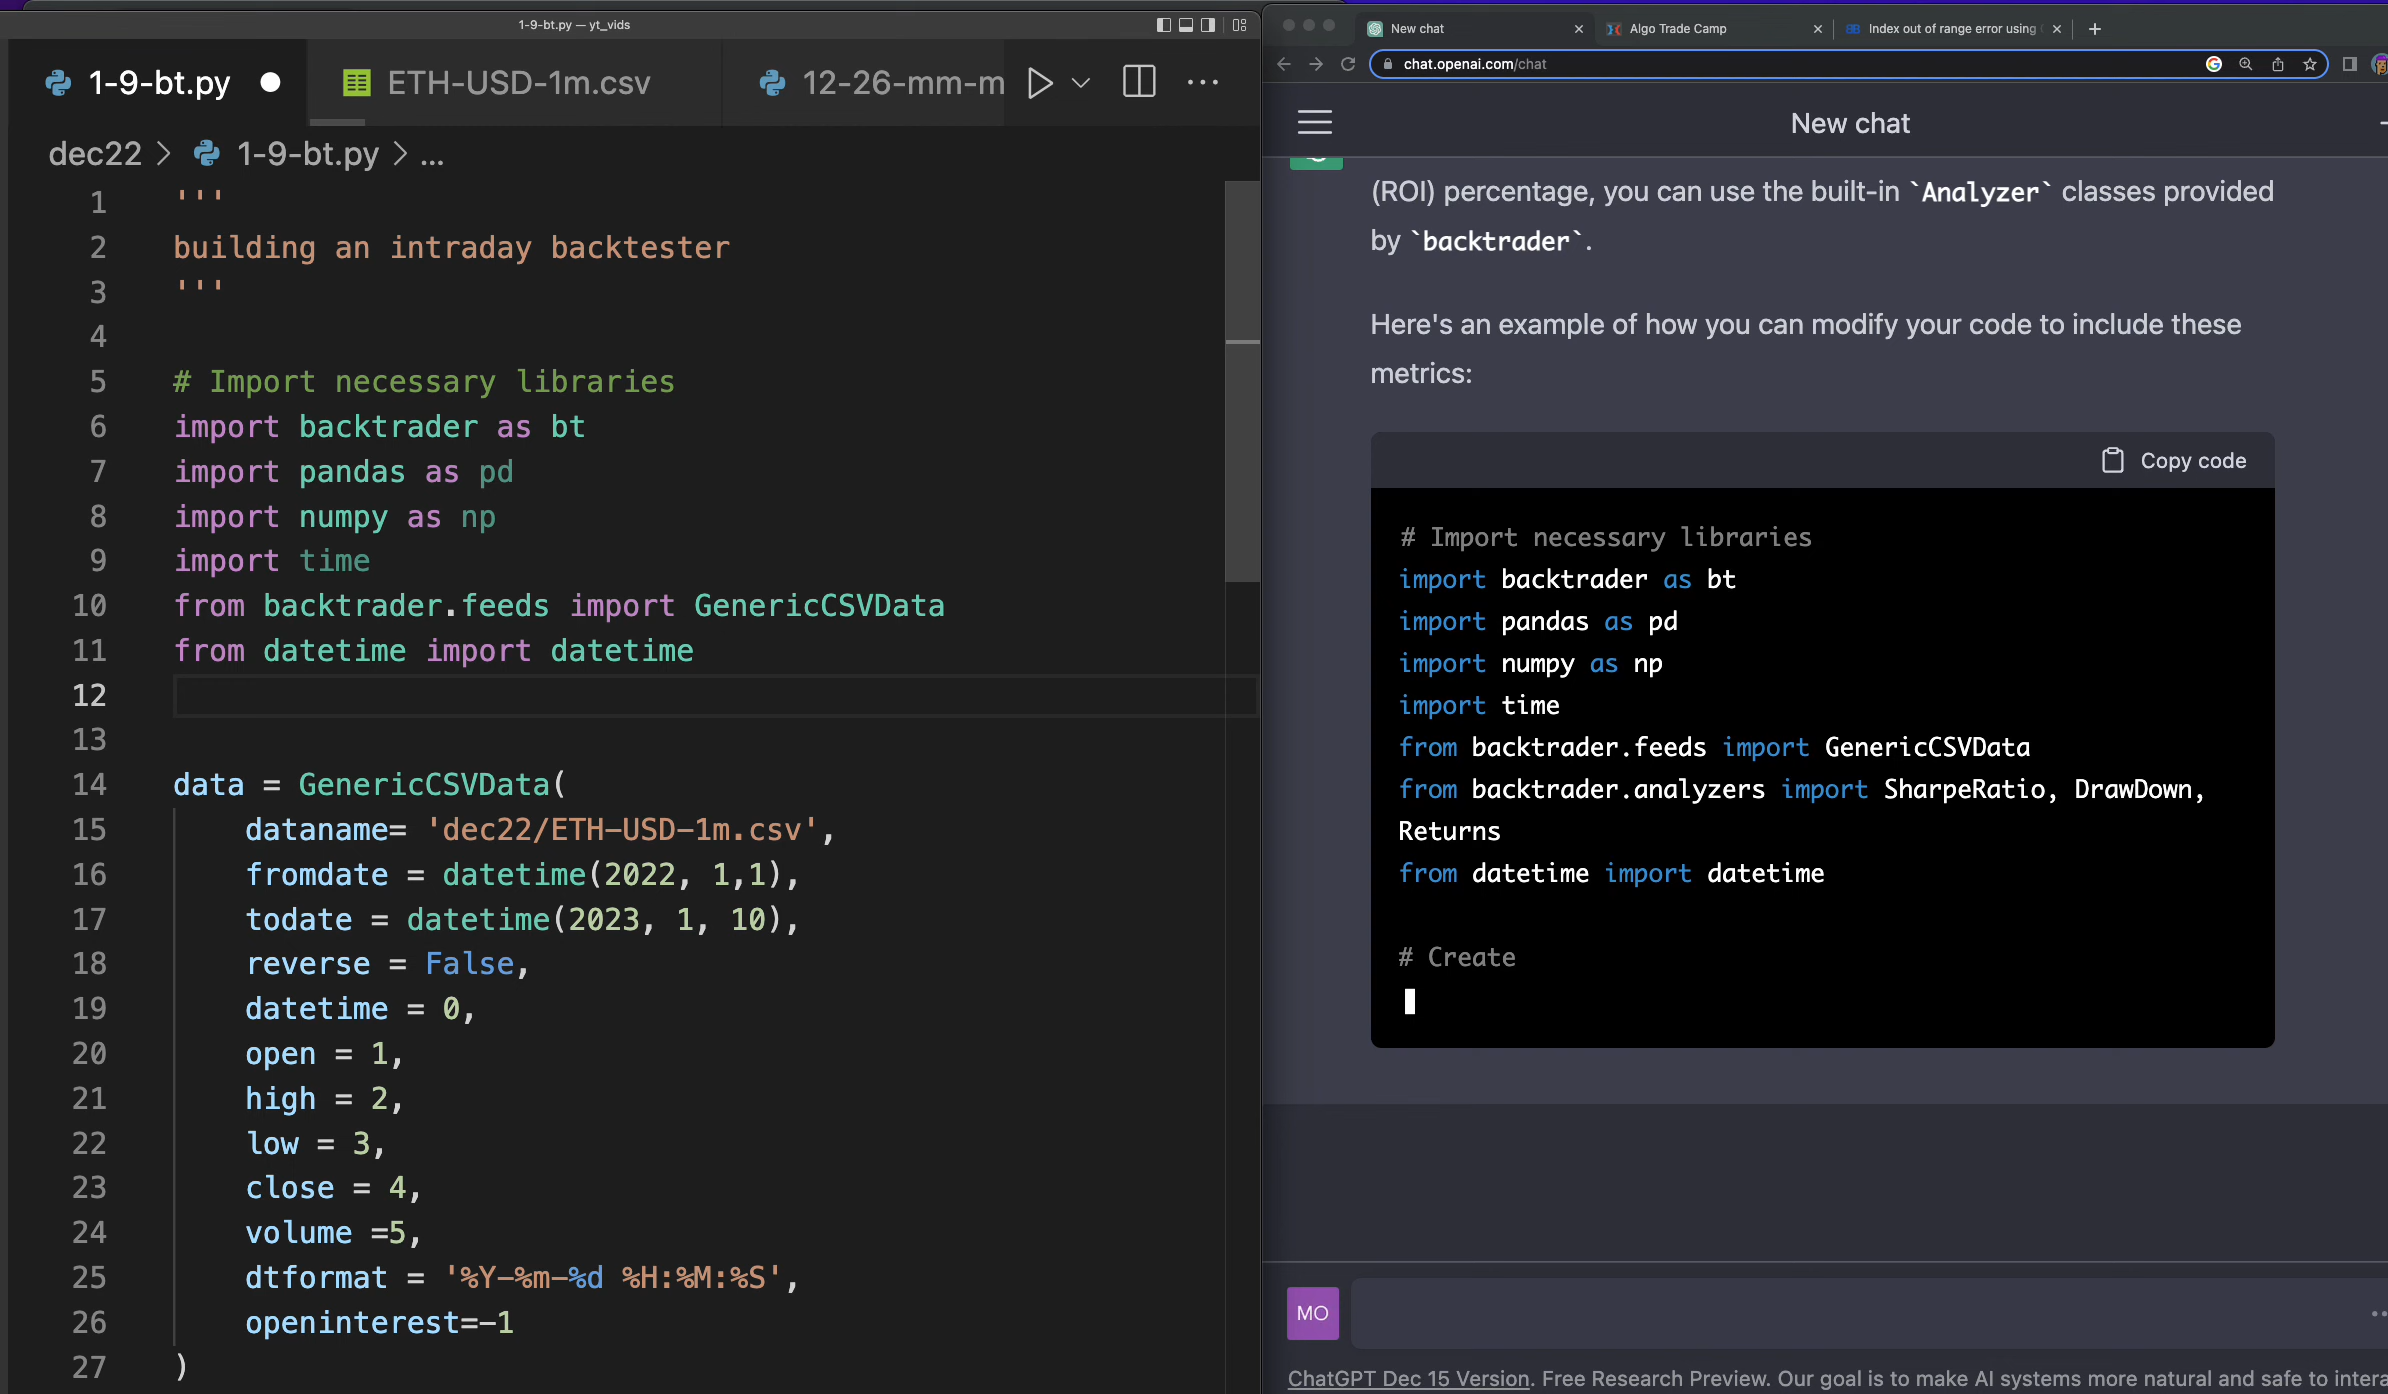 1-9-bt.py — yt_vids
1-9-bt.py
ETH-USD-1m.csv
12-26-mm-m
dec22 > 1-9-bt.py > ...
1 '''
2 building an intraday backtester
3 '''
4
5 # Import necessary libraries
6 import backtrader as bt
7 import pandas as pd
8 import numpy as np
9 import time
10 from backtrader.feeds import GenericCSVData
11 from datetime import datetime
12
13
14 data = GenericCSVData(
15 dataname= 'dec22/ETH-USD-1m.csv',
16 fromdate = datetime(2022, 1,1),
17 todate = datetime(2023, 1, 10),
18 reverse = False,
19 datetime = 0,
20 open = 1,
21 high = 2,
22 low = 3,
23 close = 4,
24 volume =5,
25 dtformat = '%Y-%m-%d %H:%M:%S',
26 openinterest=-1
27 )
New chat
Algo Trade Camp
Index out of range error using
chat.openai.com/chat
New chat
(ROI) percentage, you can use the built-in `Analyzer` classes provided
by `backtrader`.
Here's an example of how you can modify your code to include these
metrics:
Copy code
# Import necessary libraries
import backtrader as bt
import pandas as pd
import numpy as np
import time
from backtrader.feeds import GenericCSVData
from backtrader.analyzers import SharpeRatio, DrawDown,
Returns
from datetime import datetime
# Create
MO
ChatGPT Dec 15 Version. Free Research Preview. Our goal is to make AI systems more natural and safe to intera